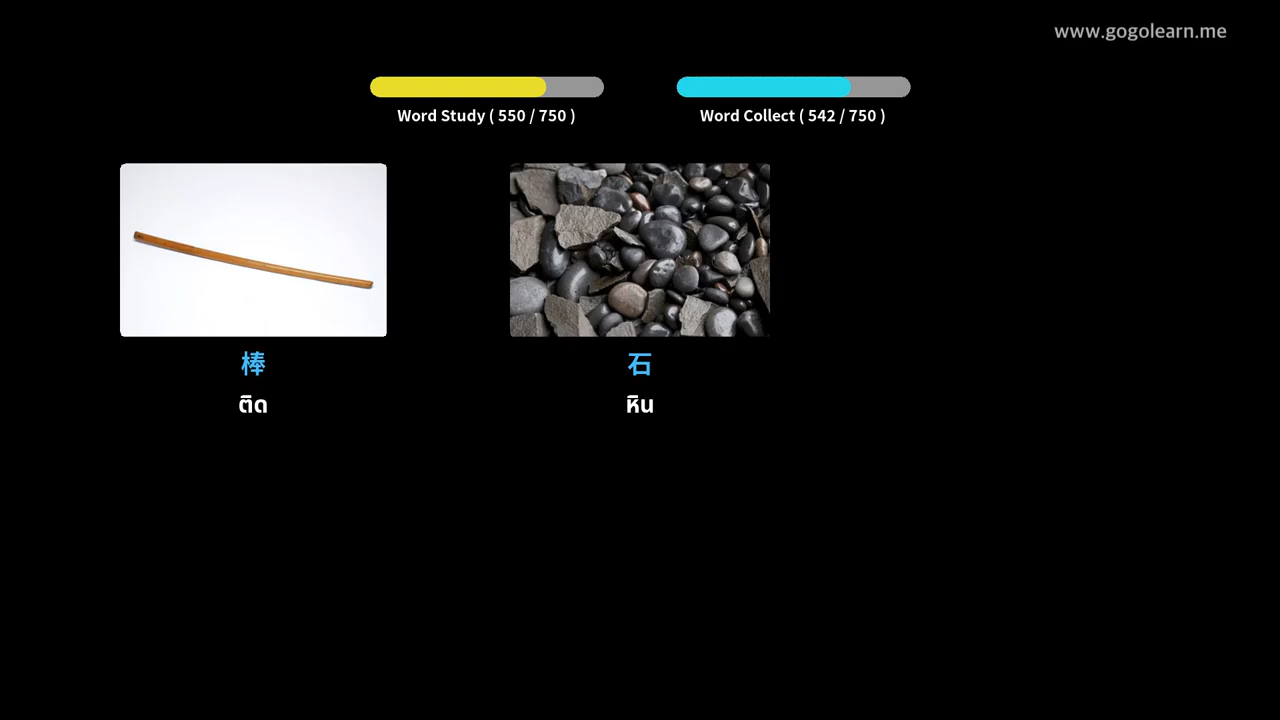 www.gogolearn.me
Word Study ( 550 / 750 )
Word Collect ( 542 / 750 )
棒
石
ติด
หิน